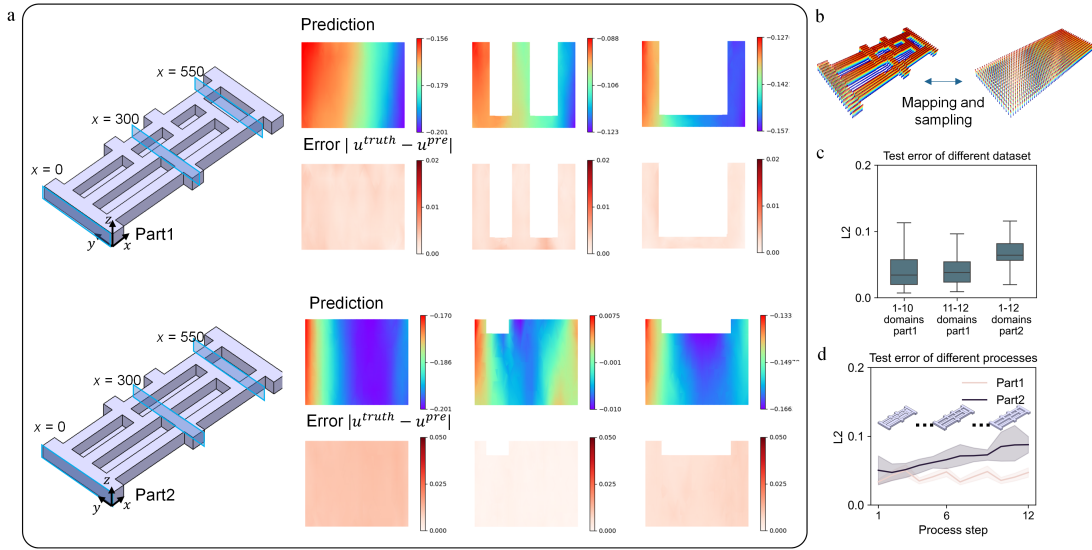 a
Prediction
x = 550
x = 300
x = 0
z
y
x
Part1
−0.156
−0.179
−0.201
−0.088
−0.106
−0.123
−0.127
−0.142
−0.157
Error | u^truth − u^pre|
0.02
0.01
0.00
0.02
0.01
0.00
0.02
0.01
0.00
Prediction
x = 550
x = 300
x = 0
z
y
x
Part2
−0.170
−0.186
−0.201
0.0075
−0.001
−0.010
−0.133
−0.149
−0.166
Error |u^truth − u^pre|
0.050
0.025
0.000
0.050
0.025
0.000
0.050
0.025
0.000
b
Mapping and
sampling
c
Test error of different dataset
0.2
0.1
0.0
L2
1-10
domains
part1
11-12
domains
part1
1-12
domains
part2
d
Test error of different processes
0.2
0.1
0.0
L2
Part1
Part2
1
6
12
Process step